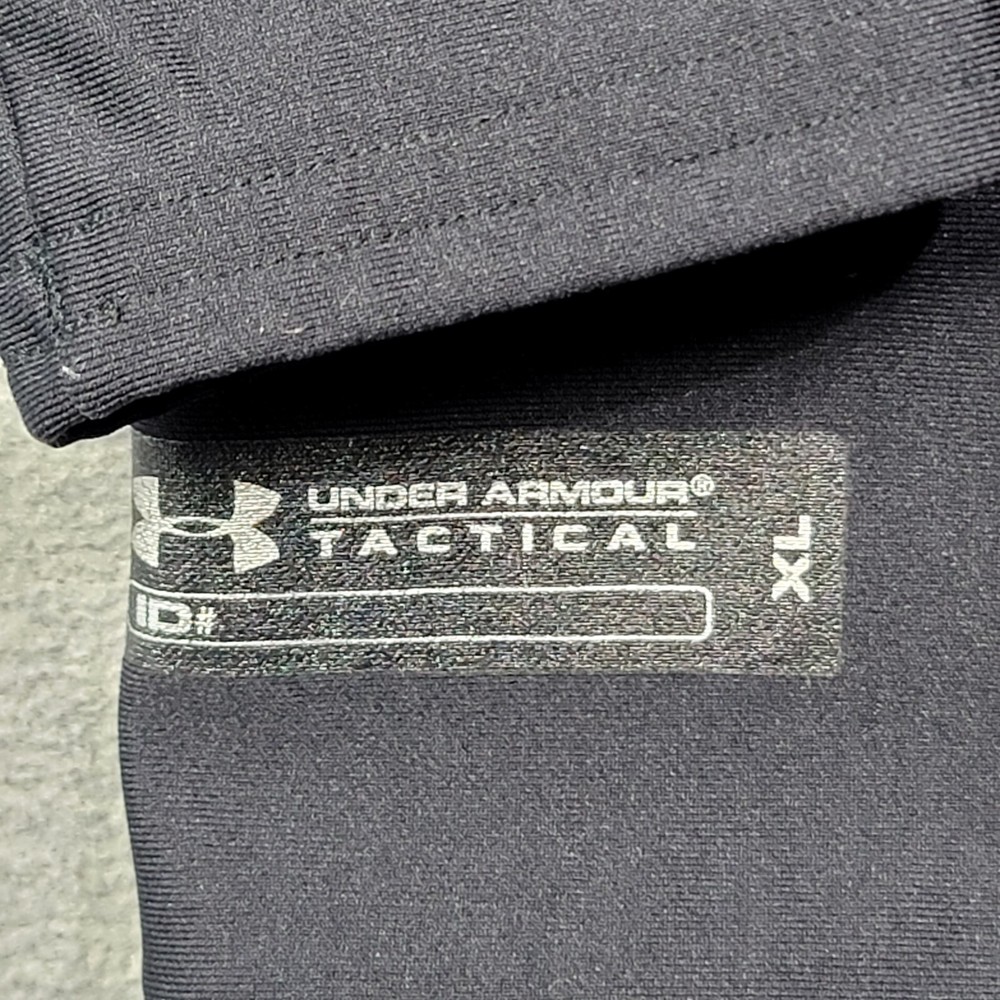 UNDER ARMOUR®
TACTICAL
XL
ID#